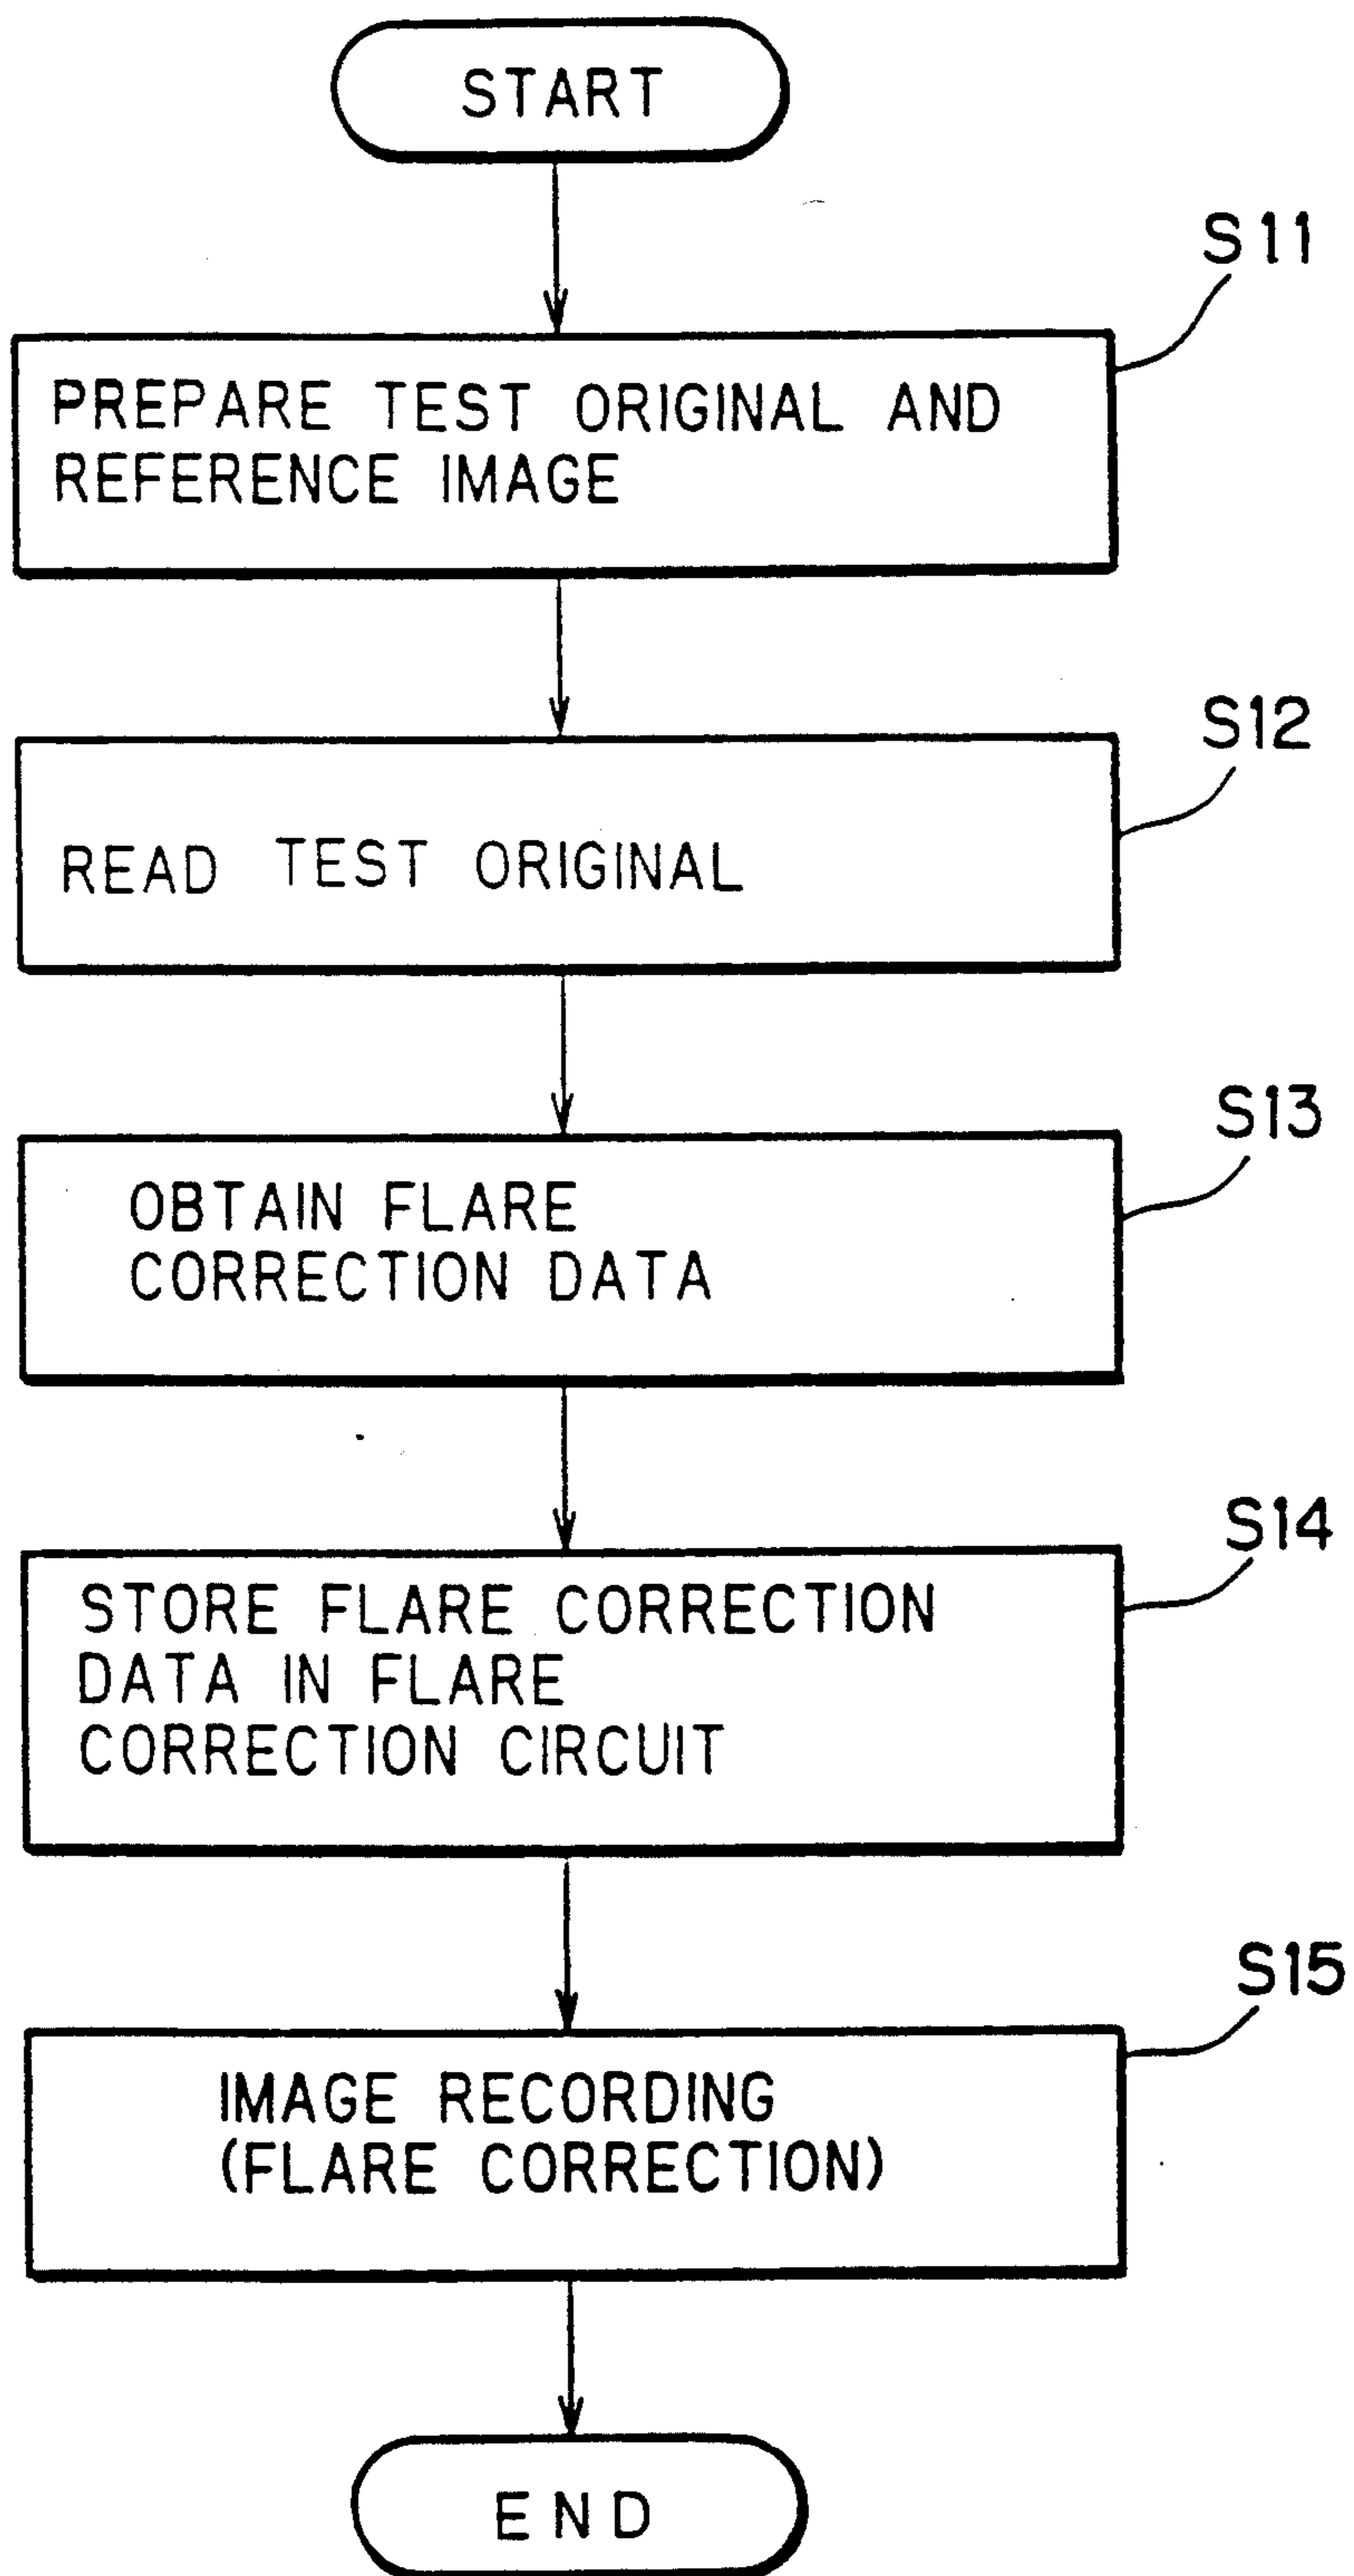 START
S11
PREPARE TEST ORIGINAL AND
REFERENCE IMAGE
S12
READ TEST ORIGINAL
S13
OBTAIN FLARE
CORRECTION DATA
S14
STORE FLARE CORRECTION
DATA IN FLARE
CORRECTION CIRCUIT
S15
IMAGE RECORDING
(FLARE CORRECTION)
END